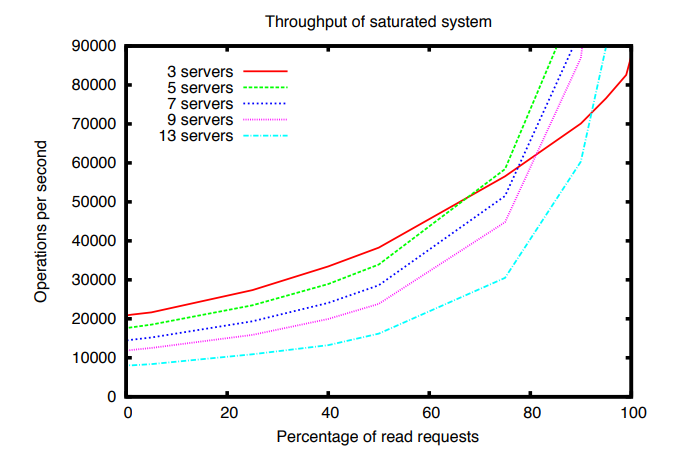 Throughput of saturated system
90000
80000
70000
60000
50000
40000
30000
20000
10000
0
Operations per second
3 servers
5 servers
7 servers
9 servers
13 servers
0 20 40 60 80 100
Percentage of read requests